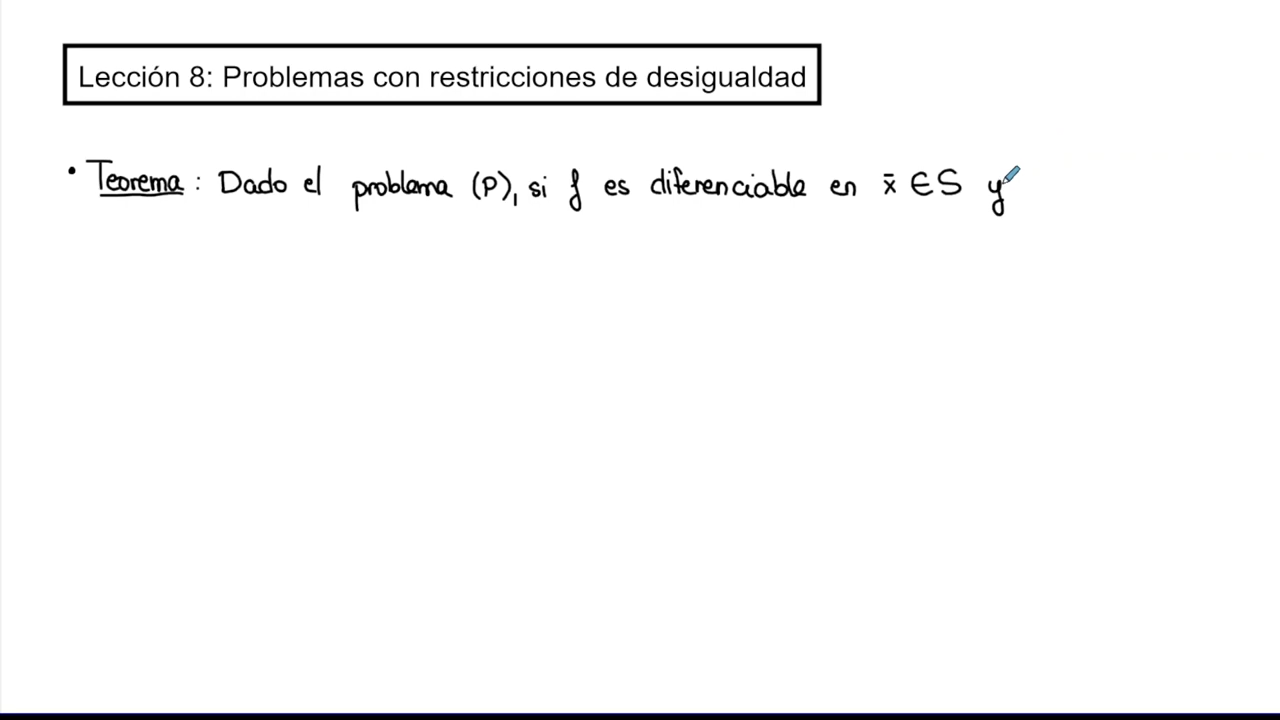 Lección 8: Problemas con restricciones de desigualdad
• Teorema: Dado el problema (P), si f es diferenciable en x̄ ∈ S y